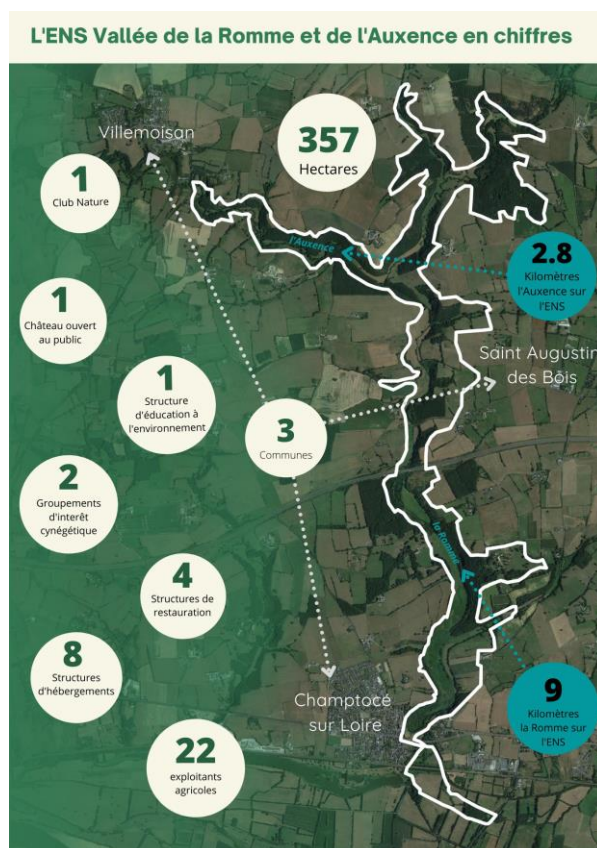 L'ENS Vallée de la Romme et de l'Auxence en chiffres
Villemoisan
357
Hectares
1
Club Nature
l'Auxence
2.8
Kilomètres
l'Auxence sur
l'ENS
1
Château ouvert
au public
Saint Augustin
des Bois
1
Structure
d'éducation à
l'environnement
3
Communes
2
Groupements
d'interêt
cynégétique
la Romme
4
Structures de
restauration
8
Structures
d'hébergements
Champtocé
sur Loire
9
Kilomètres
la Romme sur
l'ENS
22
exploitants
agricoles